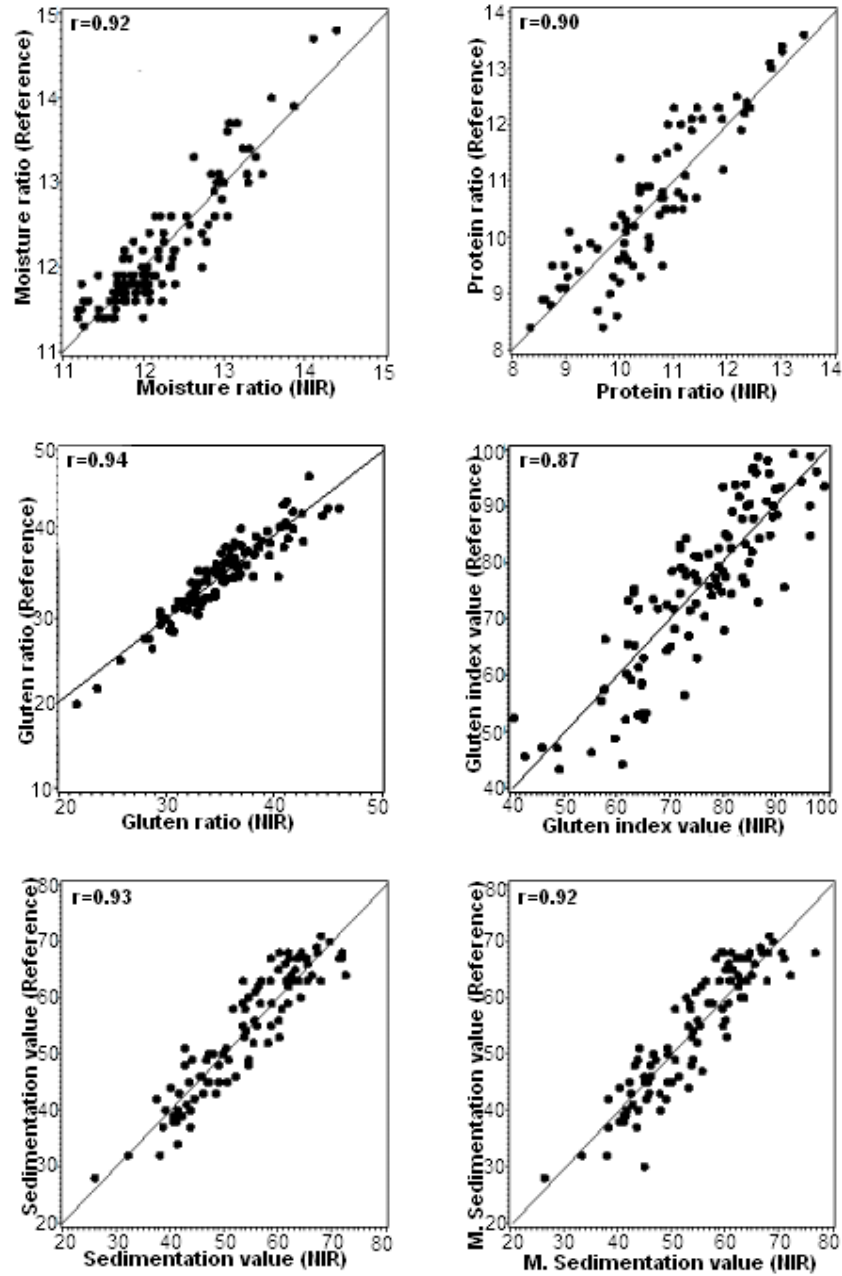 r=0.92
Moisture ratio (Reference)
15
14
13
12
11
11 12 13 14 15
Moisture ratio (NIR)
r=0.90
Protein ratio (Reference)
14
13
12
11
10
9
8
8 9 10 11 12 13 14
Protein ratio (NIR)
r=0.94
Gluten ratio (Reference)
50
40
30
20
10
20 30 40 50
Gluten ratio (NIR)
r=0.87
Gluten index value (Reference)
100
90
80
70
60
50
40
40 50 60 70 80 90 100
Gluten index value (NIR)
r=0.93
Sedimentation value (Reference)
80
70
60
50
40
30
20
20 30 40 50 60 70 80
Sedimentation value (NIR)
r=0.92
M. Sedimentation value (Reference)
80
70
60
50
40
30
20
20 30 40 50 60 70 80
M. Sedimentation value (NIR)